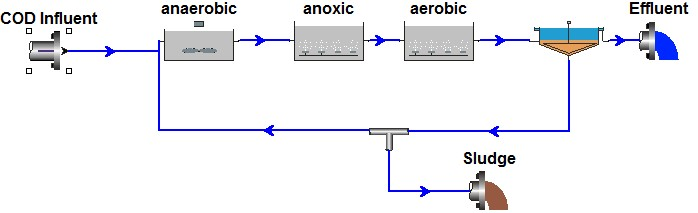 COD Influent
anaerobic
anoxic
aerobic
Effluent
Sludge